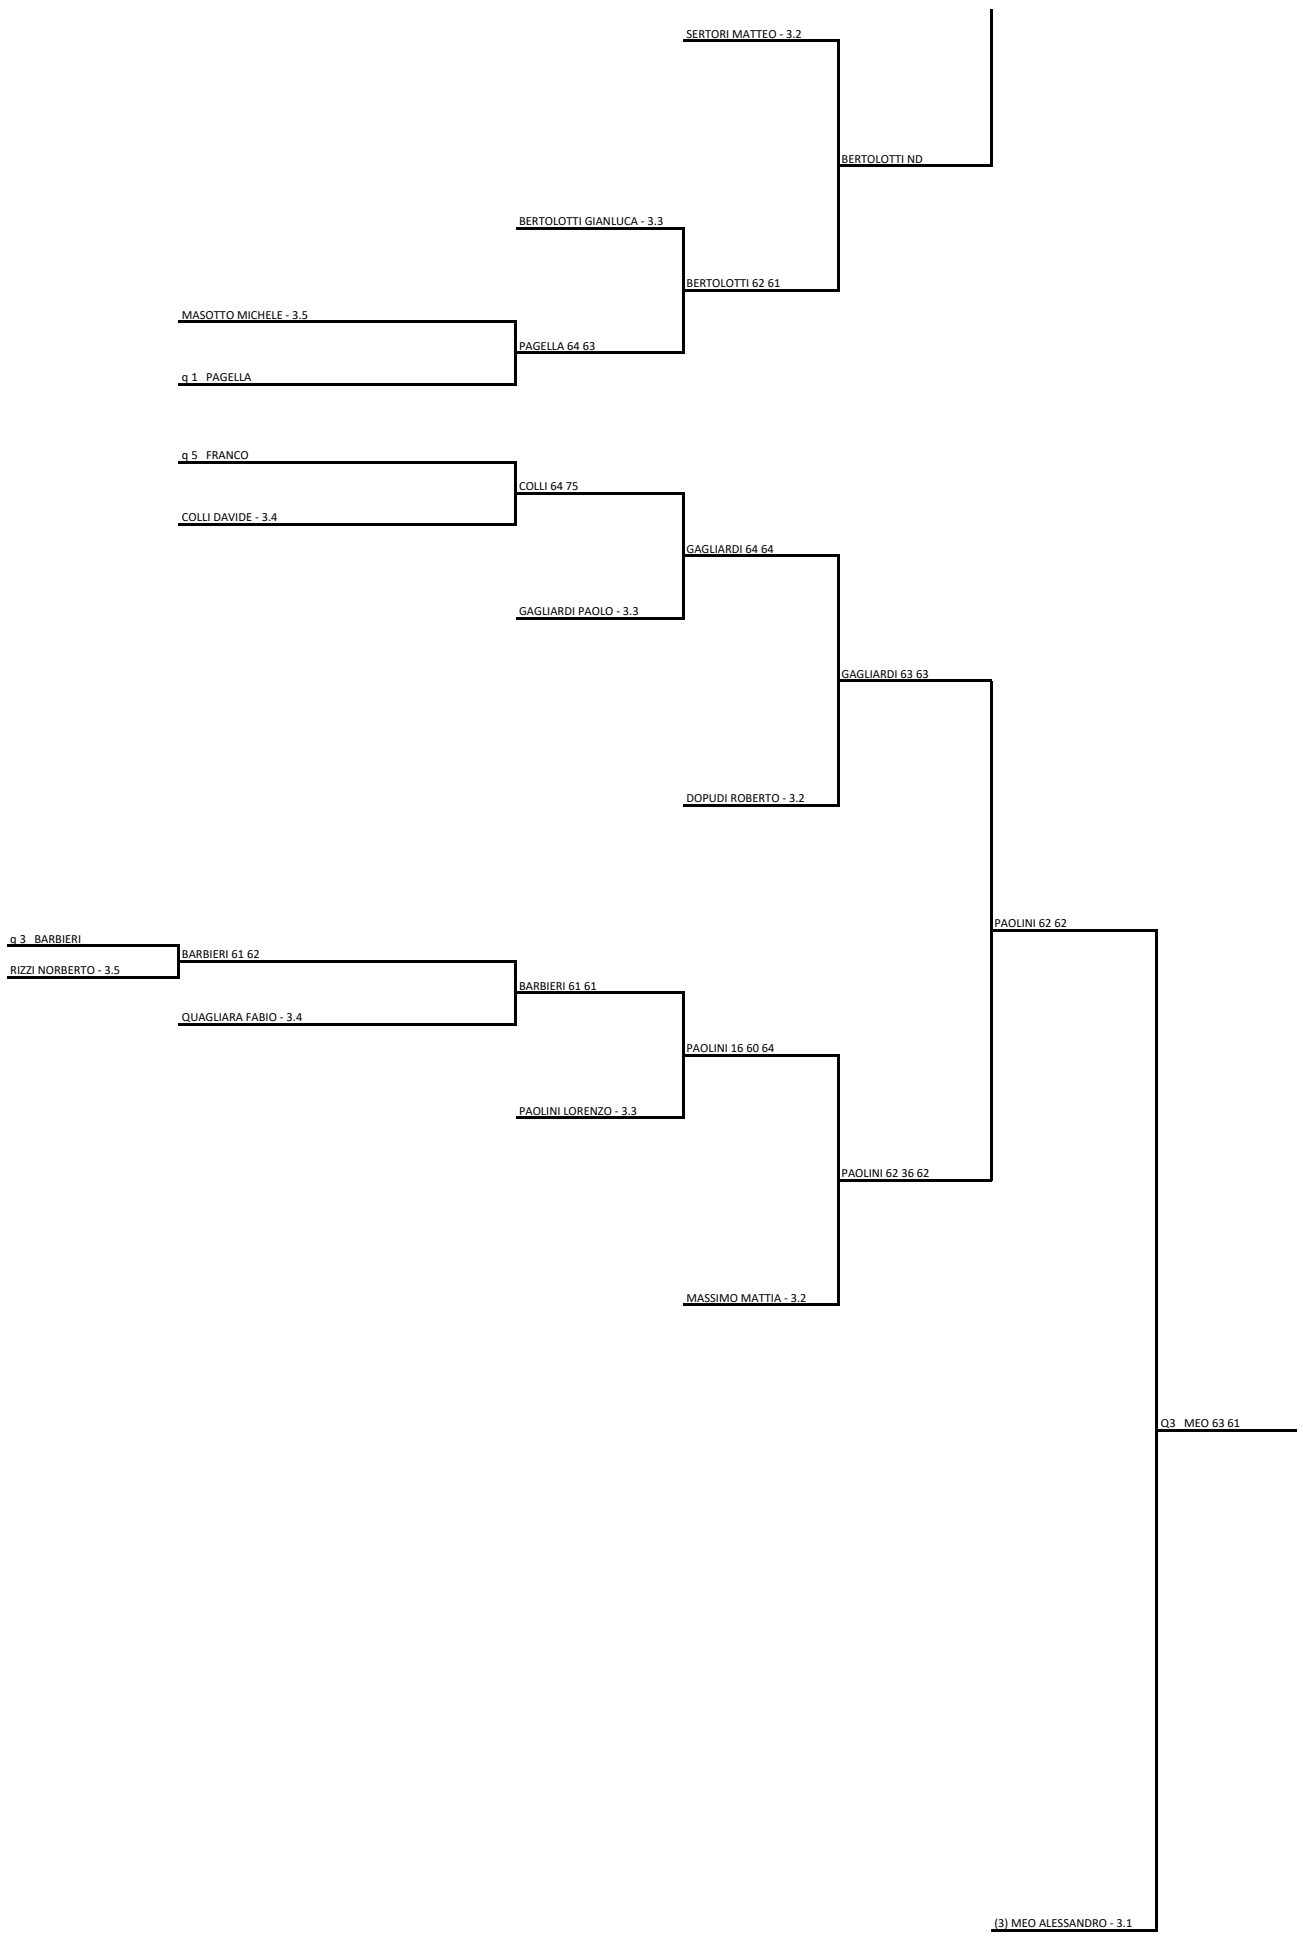 SERTORI MATTEO - 3.2
BERTOLOTTI ND
BERTOLOTTI GIANLUCA - 3.3
BERTOLOTTI 62 61
MASOTTO MICHELE - 3.5
PAGELLA 64 63
q 1 PAGELLA
q 5 FRANCO
COLLI 64 75
COLLI DAVIDE - 3.4
GAGLIARDI 64 64
GAGLIARDI PAOLO - 3.3
GAGLIARDI 63 63
DOPUDI ROBERTO - 3.2
PAOLINI 62 62
q 3 BARBIERI
BARBIERI 61 62
RIZZI NORBERTO - 3.5
BARBIERI 61 61
QUAGLIARA FABIO - 3.4
PAOLINI 16 60 64
PAOLINI LORENZO - 3.3
PAOLINI 62 36 62
MASSIMO MATTIA - 3.2
Q3 MEO 63 61
(3) MEO ALESSANDRO - 3.1